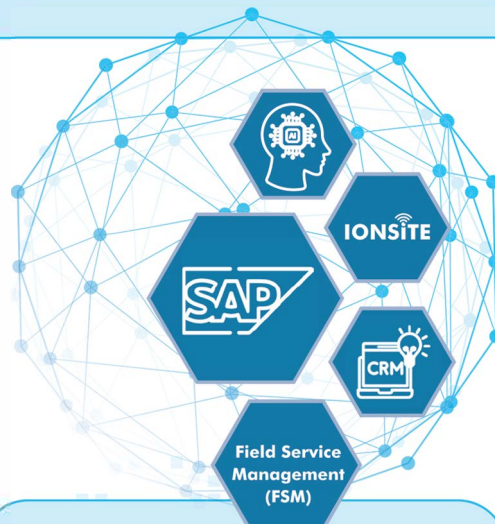 AI
IONSITE
SAP
CRM
Field Service
Management
(FSM)